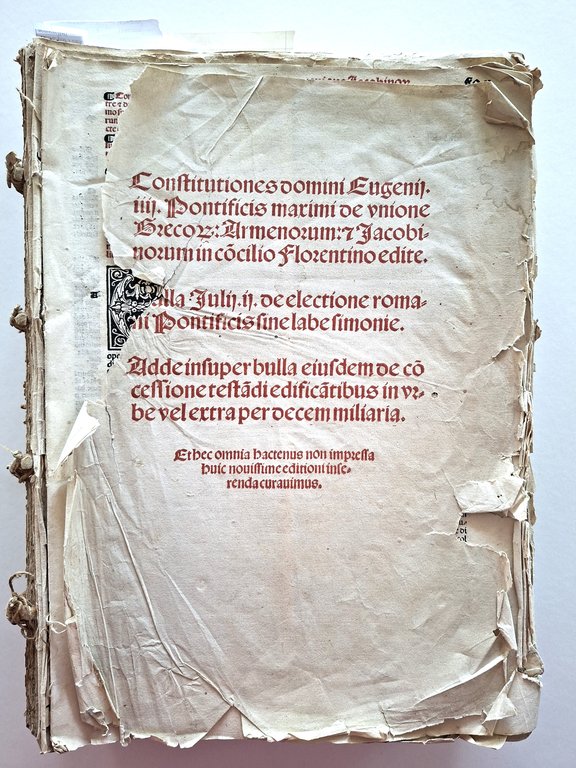 Constitutiones domini Eugenij.
iiij. Pontificis maximi de vnione
Grecoꝝ: Armenorum: ⁊ Jacobi-
norum in cōcilio Florentino edite.
ulla Julij. ij. de electione roma-
ni Pontificis sine labe simonie.
Adde insuper bulla eiusdem de cō
cessione testādi edificātibus in vr-
be vel extra per decem miliaria.
Et hec omnia hactenus non impressa
huic nouissime editioni inse-
renda curauimus.